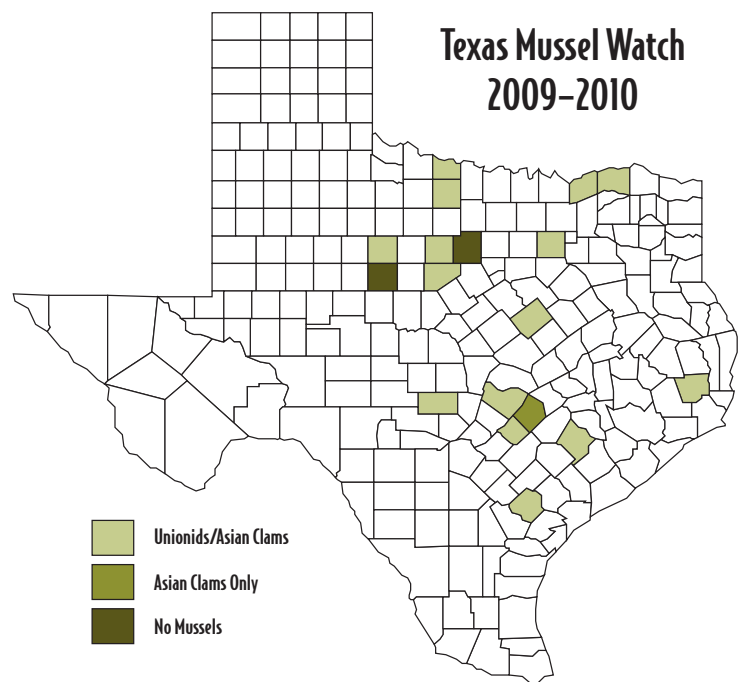 Texas Mussel Watch
2009–2010
Unionids/Asian Clams
Asian Clams Only
No Mussels